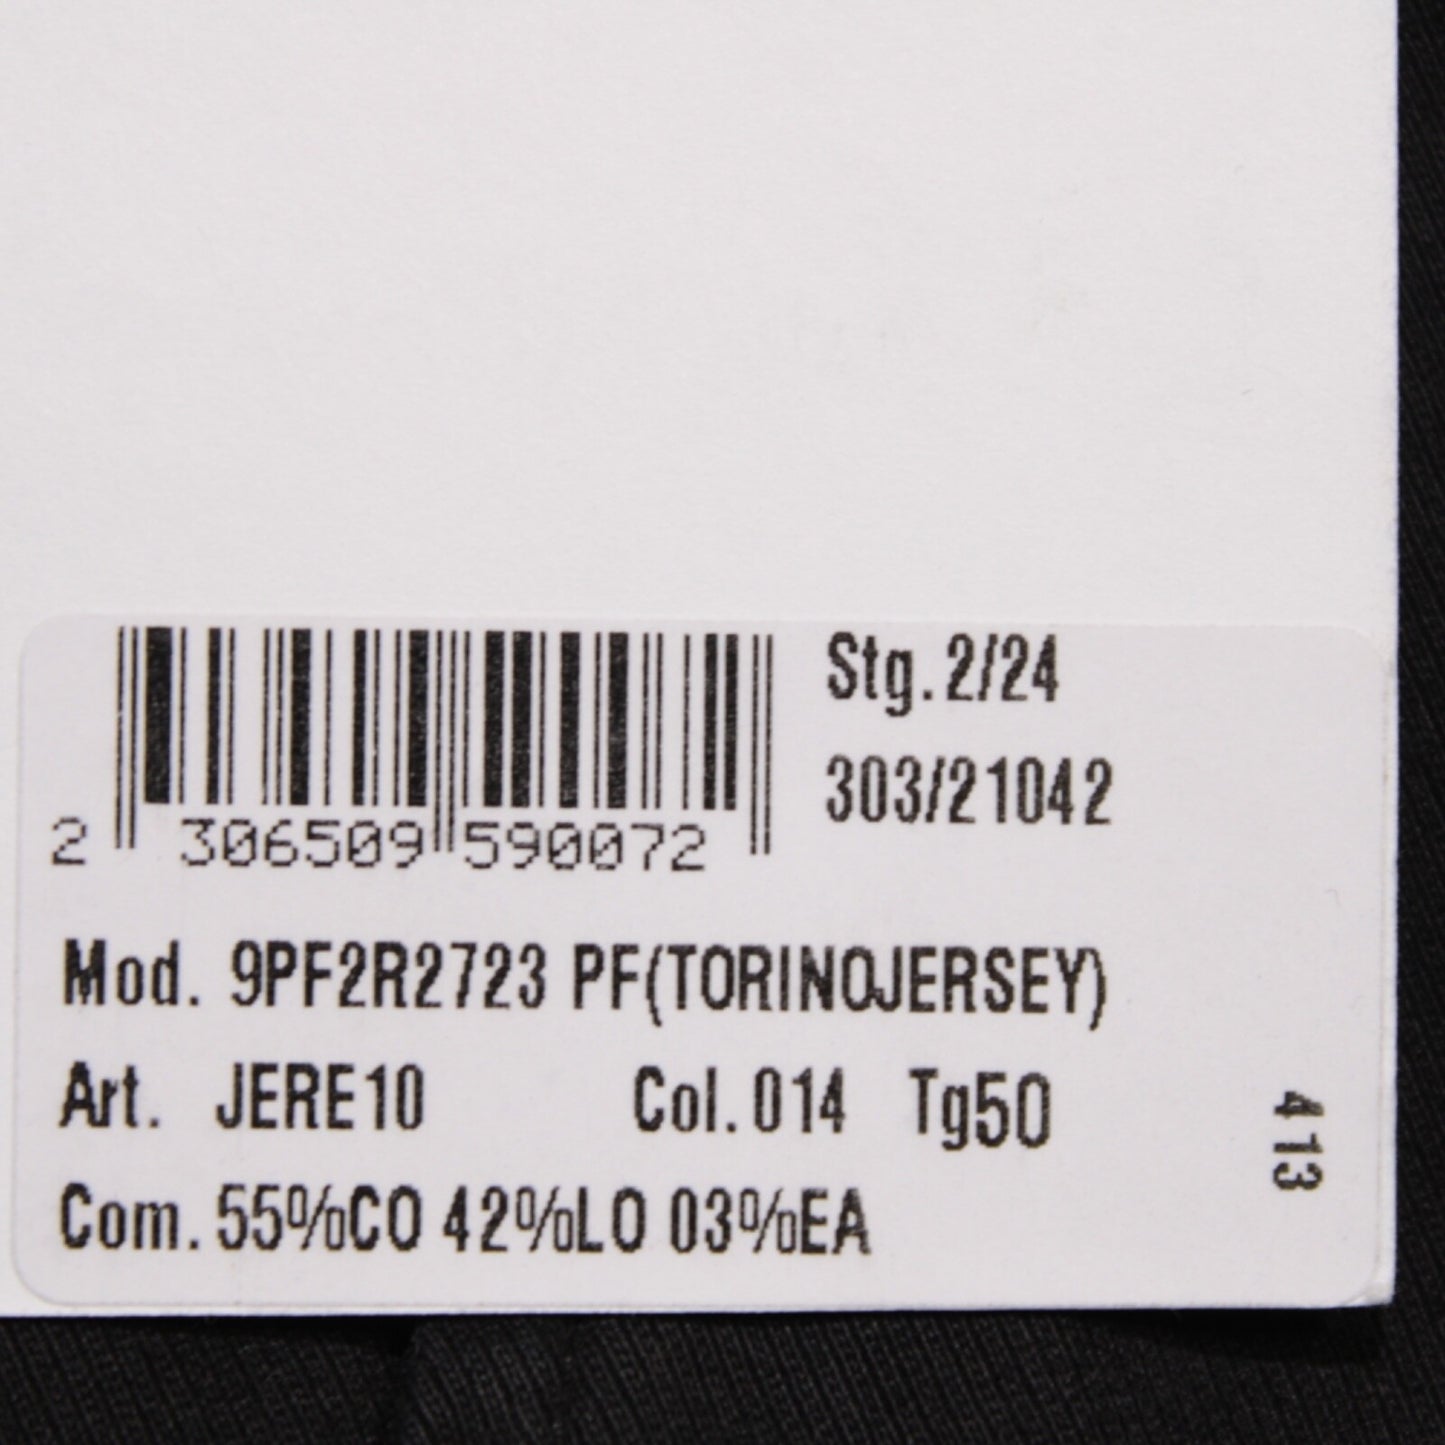 Stg.2/24
303/21042
2 306509 590072
Mod. 9PF2R2723 PF(TORINOJERSEY)
Art. JERE10 Col.014 Tg50
Com. 55%CO 42%LO 03%EA
413